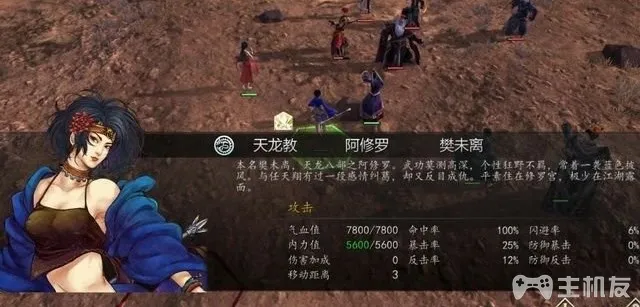 天龙教 阿修罗 樊未离
本名樊未离，天龙八部之阿修罗。武功莫测高深，个性狂野不羁，常着一袭蓝色披
风。与任天翔有过一段感情纠葛，却又反目成仇。平素住在修罗宫，极少在江湖露
面。
攻击
气血值 7800/7800 命中率 100% 闪避率 6%
内力值 5600/5600 暴击率 25% 防御暴击 0%
伤害加成 0 反击率 12% 防御反击 0%
移动距离 3
主机友